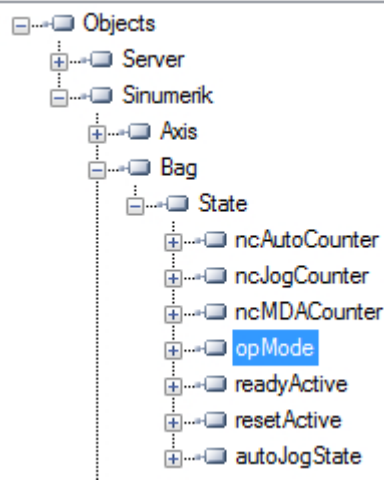 Objects
Server
Sinumerik
Axis
Bag
State
ncAutoCounter
ncJogCounter
ncMDACounter
opMode
readyActive
resetActive
autoJogState